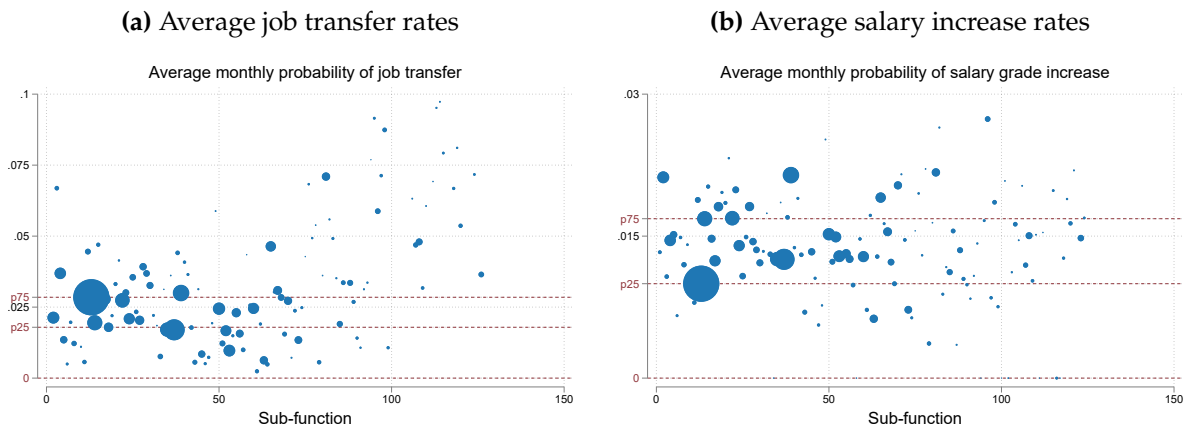 (a) Average job transfer rates
Average monthly probability of job transfer
.1
.075
.05
p75
.025
p25
0
0 50 100 150
Sub-function
(b) Average salary increase rates
Average monthly probability of salary grade increase
.03
p75
.015
p25
0
0 50 100 150
Sub-function